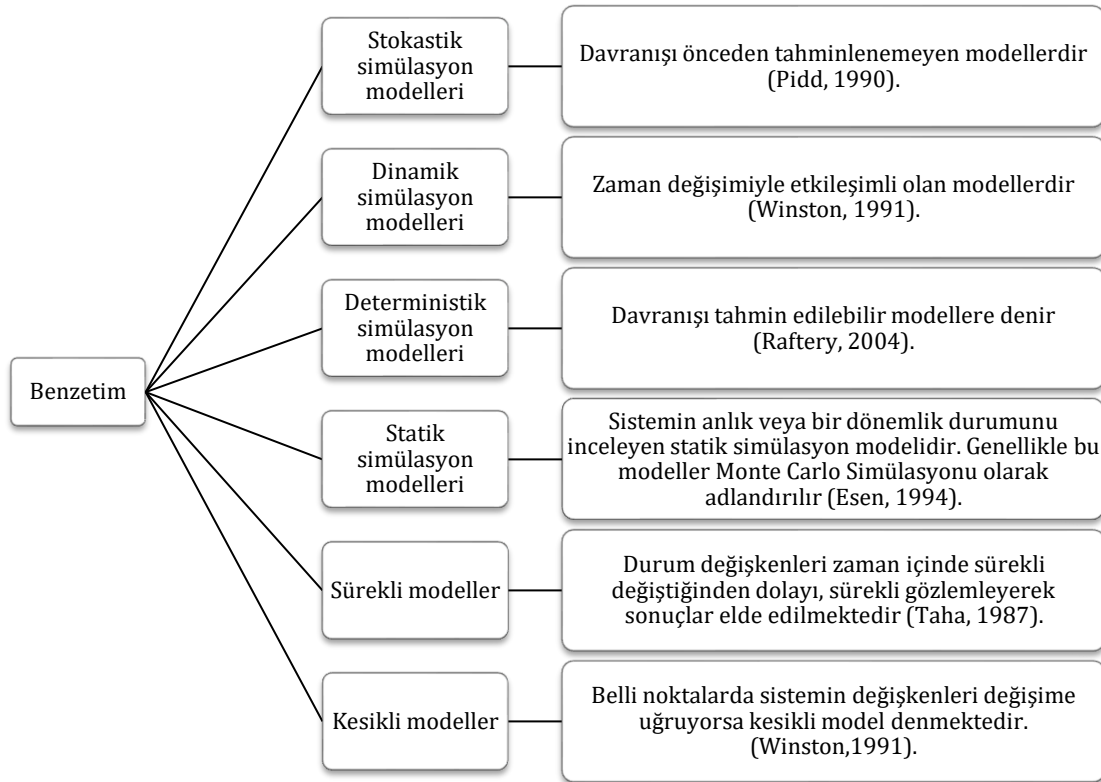 Stokastik
simülasyon
modelleri
Davranışı önceden tahminlenemeyen modellerdir
(Pidd, 1990).
Dinamik
simülasyon
modelleri
Zaman değişimiyle etkileşimli olan modellerdir
(Winston, 1991).
Deterministik
simülasyon
modelleri
Davranışı tahmin edilebilir modellere denir
(Raftery, 2004).
Benzetim
Statik
simülasyon
modelleri
Sistemin anlık veya bir dönemlik durumunu
inceleyen statik simülasyon modelidir. Genellikle bu
modeller Monte Carlo Simülasyonu olarak
adlandırılır (Esen, 1994).
Sürekli modeller
Durum değişkenleri zaman içinde sürekli
değiştiğinden dolayı, sürekli gözlemleyerek
sonuçlar elde edilmektedir (Taha, 1987).
Kesikli modeller
Belli noktalarda sistemin değişkenleri değişime
uğruyorsa kesikli model denmektedir.
(Winston,1991).